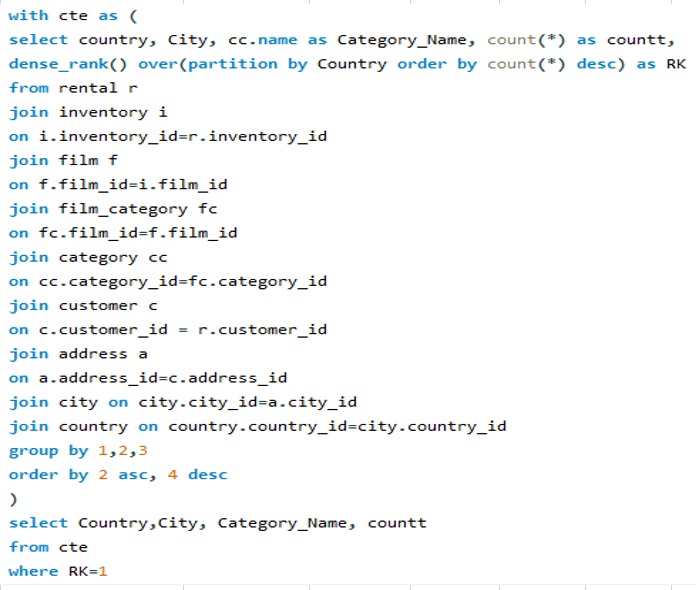 with cte as (
select country, City, cc.name as Category_Name, count(*) as countt,
dense_rank() over(partition by Country order by count(*) desc) as RK
from rental r
join inventory i
on i.inventory_id=r.inventory_id
join film f
on f.film_id=i.film_id
join film_category fc
on fc.film_id=f.film_id
join category cc
on cc.category_id=fc.category_id
join customer c
on c.customer_id = r.customer_id
join address a
on a.address_id=c.address_id
join city on city.city_id=a.city_id
join country on country.country_id=city.country_id
group by 1,2,3
order by 2 asc, 4 desc
)
select Country,City, Category_Name, countt
from cte
where RK=1